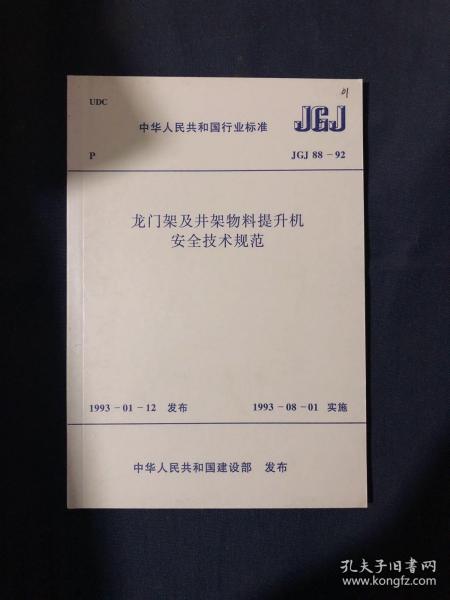 01
UDC
中华人民共和国行业标准
JGJ
P
JGJ 88-92
龙门架及井架物料提升机
安全技术规范
1993-01-12 发布
1993-08-01 实施
中华人民共和国建设部 发布
孔夫子旧书网
www.kongfz.com